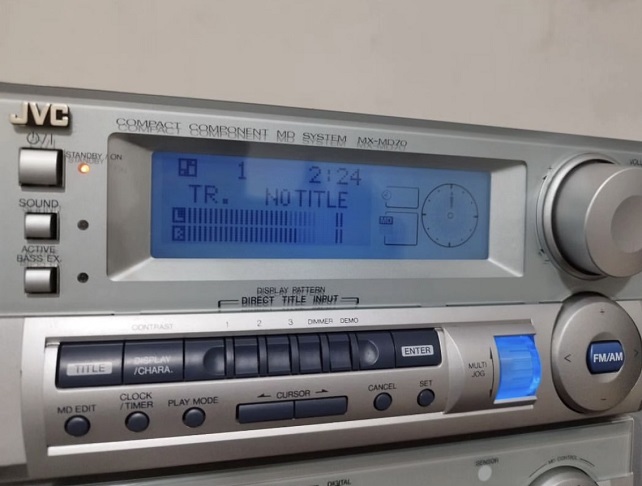 JVC
COMPACT COMPONENT MD SYSTEM MX-MD70
STANDBY / ON
1 2:24
TR. NO TITLE
L
R
SOUND
ACTIVE
BASS EX.
DISPLAY PATTERN
DIRECT TITLE INPUT
CONTRAST 1 2 3 DIMMER DEMO
TITLE
DISPLAY
/CHARA.
ENTER
MULTI
JOG
FM/AM
MD EDIT
CLOCK
/TIMER
PLAY MODE
CURSOR
CANCEL
SET
DIGITAL
SENSOR